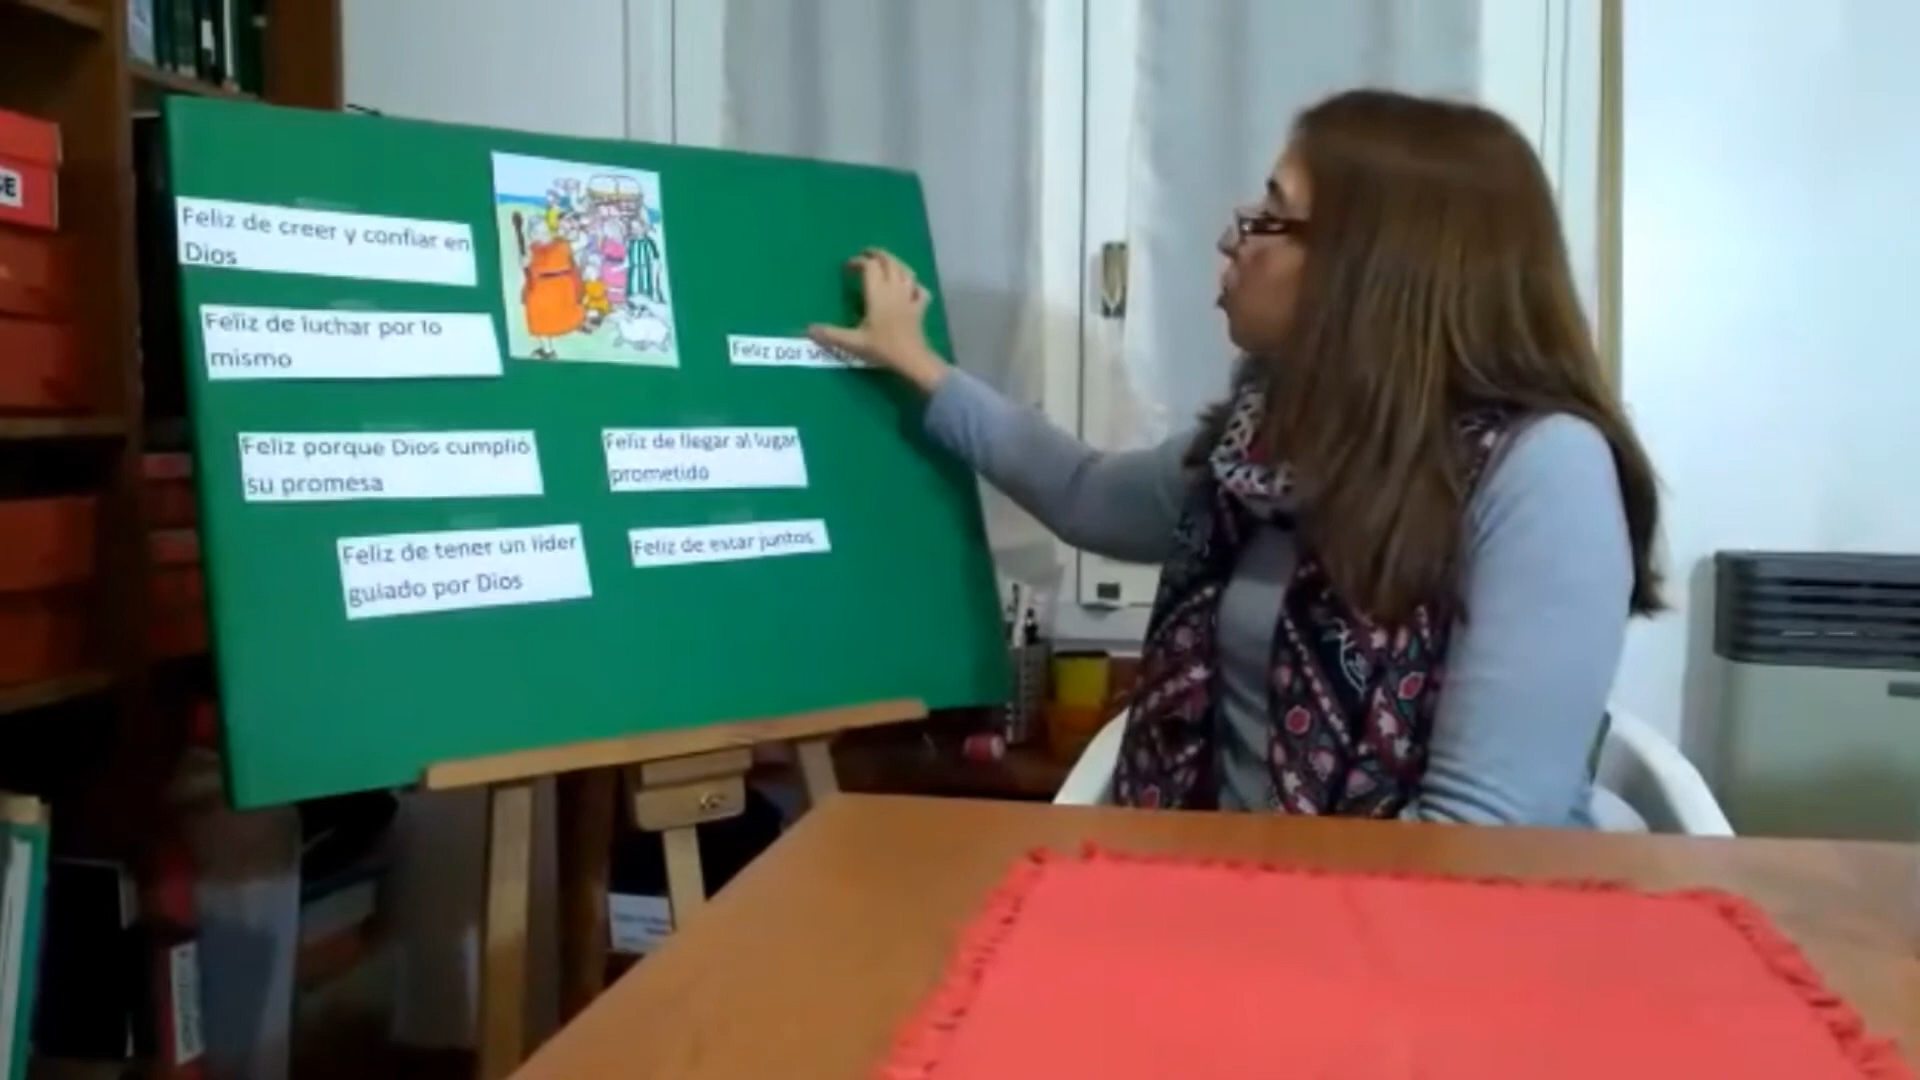 Feliz de creer y confiar en
Dios
Feliz de luchar por lo
mismo
Feliz por
Feliz porque Dios cumplió
su promesa
Feliz de llegar al lugar
prometido
Feliz de tener un lider
guiado por Dios
Feliz de estar juntos